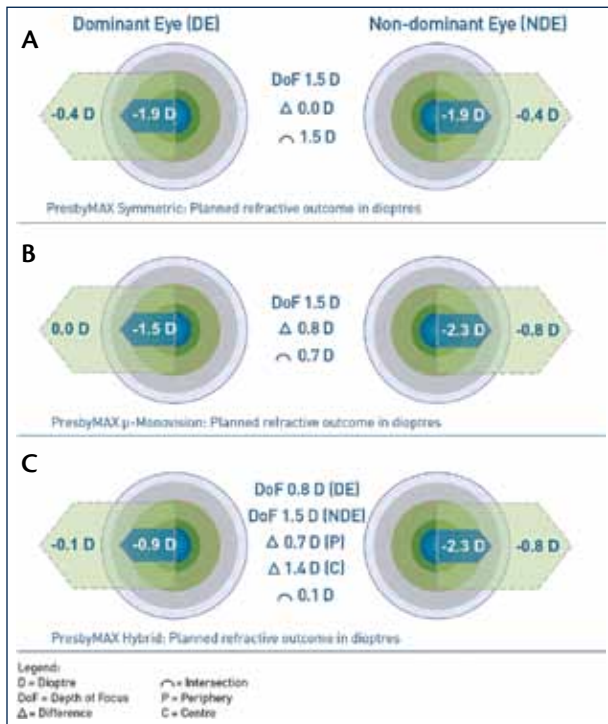 A
Dominant Eye (DE)
Non-dominant Eye (NDE)
-0.4 D
-1.9 D
DoF 1.5 D
Δ 0.0 D
⌒ 1.5 D
-1.9 D
-0.4 D
PresbyMAX Symmetric: Planned refractive outcome in dioptres
B
0.0 D
-1.5 D
DoF 1.5 D
Δ 0.8 D
⌒ 0.7 D
-2.3 D
-0.8 D
PresbyMAX μ-Monovision: Planned refractive outcome in dioptres
C
-0.1 D
-0.9 D
DoF 0.8 D (DE)
DoF 1.5 D (NDE)
Δ 0.7 D (P)
Δ 1.4 D (C)
⌒ 0.1 D
-2.3 D
-0.8 D
PresbyMAX Hybrid: Planned refractive outcome in dioptres
Legend:
D = Dioptre
DoF = Depth of Focus
Δ = Difference
⌒ = Intersection
P = Periphery
C = Centre